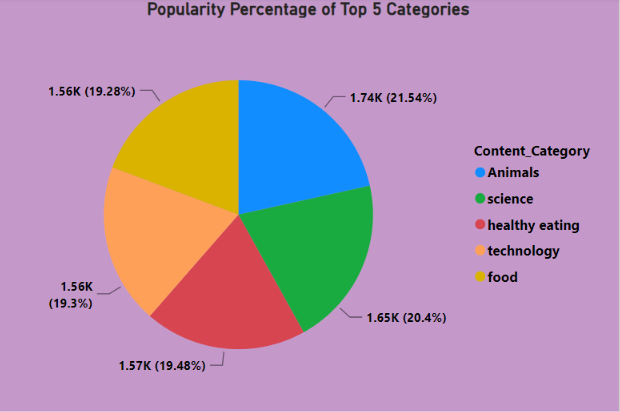 Popularity Percentage of Top 5 Categories
1.56K (19.28%)
1.74K (21.54%)
Content_Category
Animals
science
healthy eating
technology
food
1.56K
(19.3%)
1.65K (20.4%)
1.57K (19.48%)